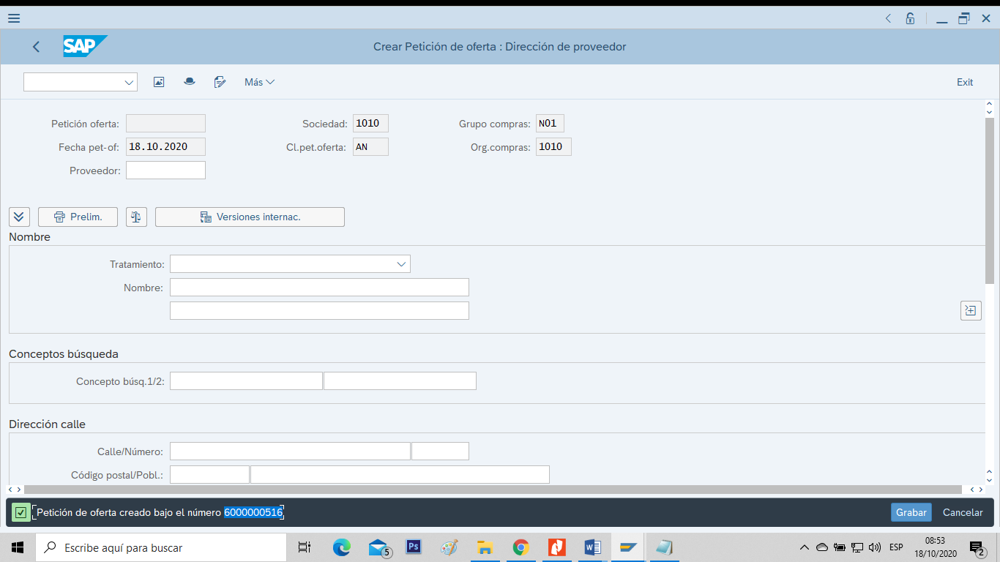 SAP
Crear Petición de oferta : Dirección de proveedor
Más
Exit
Petición oferta:
Sociedad: 1010
Grupo compras: N01
Fecha pet-of: 18.10.2020
Cl.pet.oferta: AN
Org.compras: 1010
Proveedor:
Prelim.
Versiones internac.
Nombre
Tratamiento:
Nombre:
Conceptos búsqueda
Concepto búsq.1/2:
Dirección calle
Calle/Número:
Código postal/Pobl.:
Petición de oferta creado bajo el número 6000000516
Grabar
Cancelar
Escribe aquí para buscar
5
Ps
ESP
08:53
18/10/2020
2